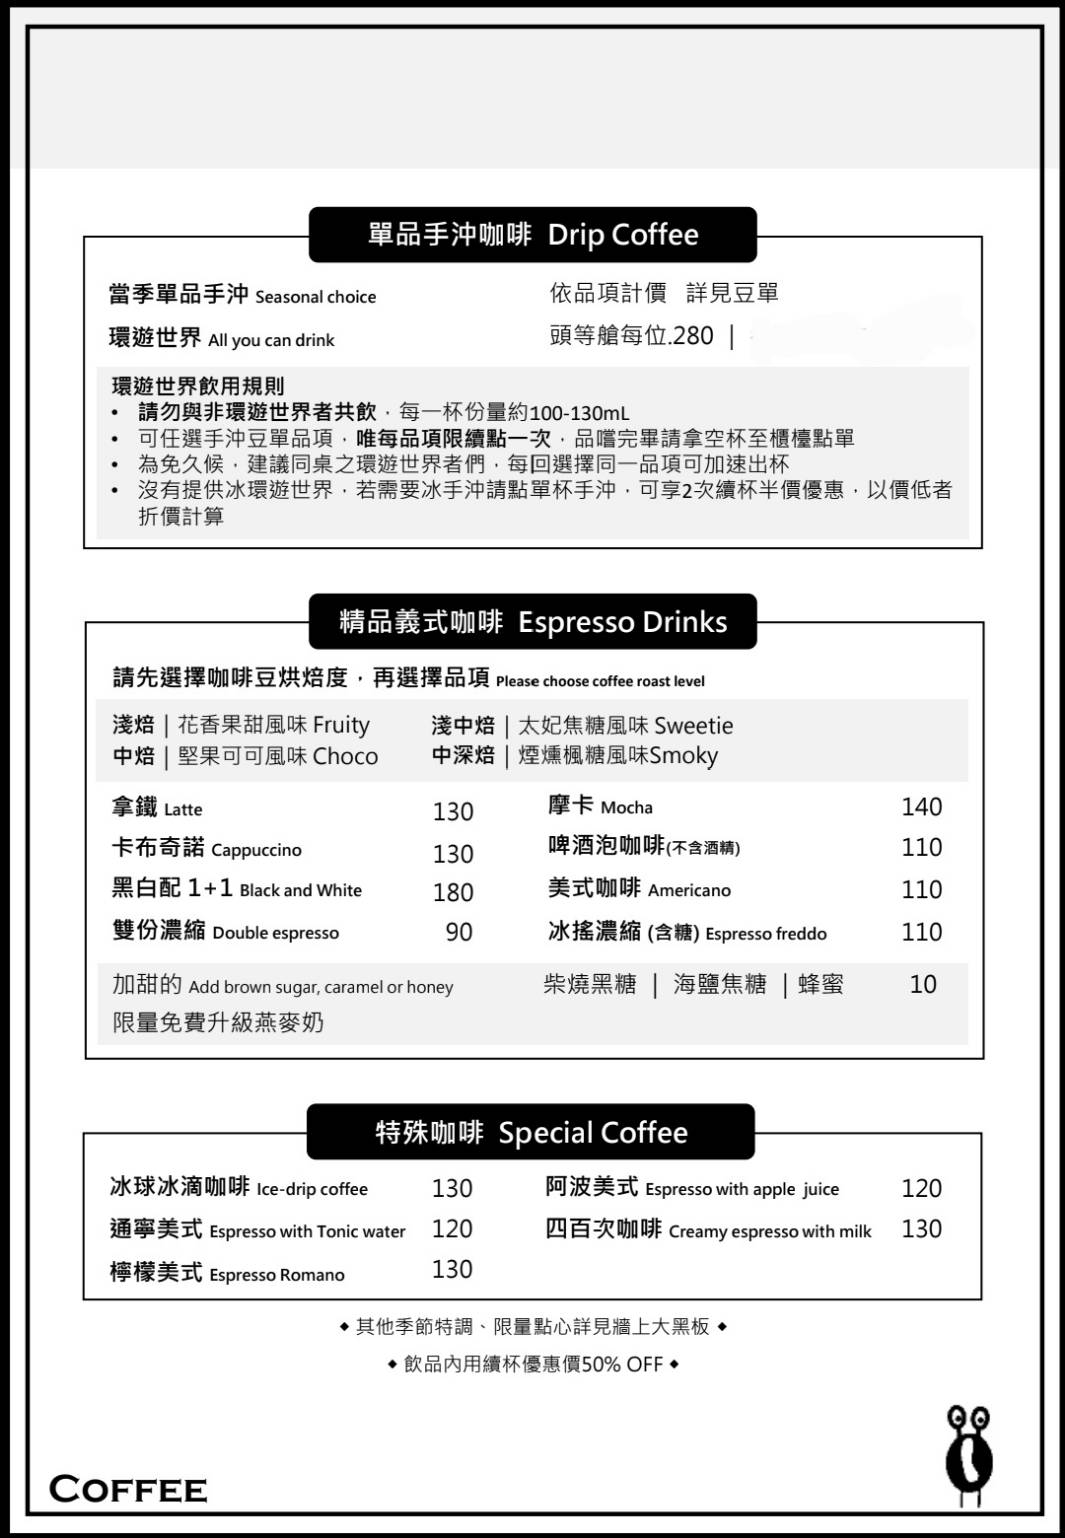 單品手沖咖啡 Drip Coffee
當季單品手沖 Seasonal choice 依品項計價 詳見豆單
環遊世界 All you can drink 頭等艙每位.280 |
環遊世界飲用規則
• 請勿與非環遊世界者共飲，每一杯份量約100-130mL
• 可任選手沖豆單品項，唯每品項限續點一次，品嚐完畢請拿空杯至櫃檯點單
• 為免久候，建議同桌之環遊世界者們，每回選擇同一品項可加速出杯
• 沒有提供冰環遊世界，若需要冰手沖請點單杯手沖，可享2次續杯半價優惠，以價低者
折價計算
精品義式咖啡 Espresso Drinks
請先選擇咖啡豆烘焙度，再選擇品項 Please choose coffee roast level
淺焙 | 花香果甜風味 Fruity 淺中焙 | 太妃焦糖風味 Sweetie
中焙 | 堅果可可風味 Choco 中深焙 | 煙燻楓糖風味Smoky
拿鐵 Latte 130 摩卡 Mocha 140
卡布奇諾 Cappuccino 130 啤酒泡咖啡(不含酒精) 110
黑白配 1+1 Black and White 180 美式咖啡 Americano 110
雙份濃縮 Double espresso 90 冰搖濃縮 (含糖) Espresso freddo 110
加甜的 Add brown sugar, caramel or honey 柴燒黑糖 | 海鹽焦糖 | 蜂蜜 10
限量免費升級燕麥奶
特殊咖啡 Special Coffee
冰球冰滴咖啡 Ice-drip coffee 130 阿波美式 Espresso with apple juice 120
通寧美式 Espresso with Tonic water 120 四百次咖啡 Creamy espresso with milk 130
檸檬美式 Espresso Romano 130
◆ 其他季節特調、限量點心詳見牆上大黑板 ◆
◆ 飲品內用續杯優惠價50% OFF ◆
COFFEE